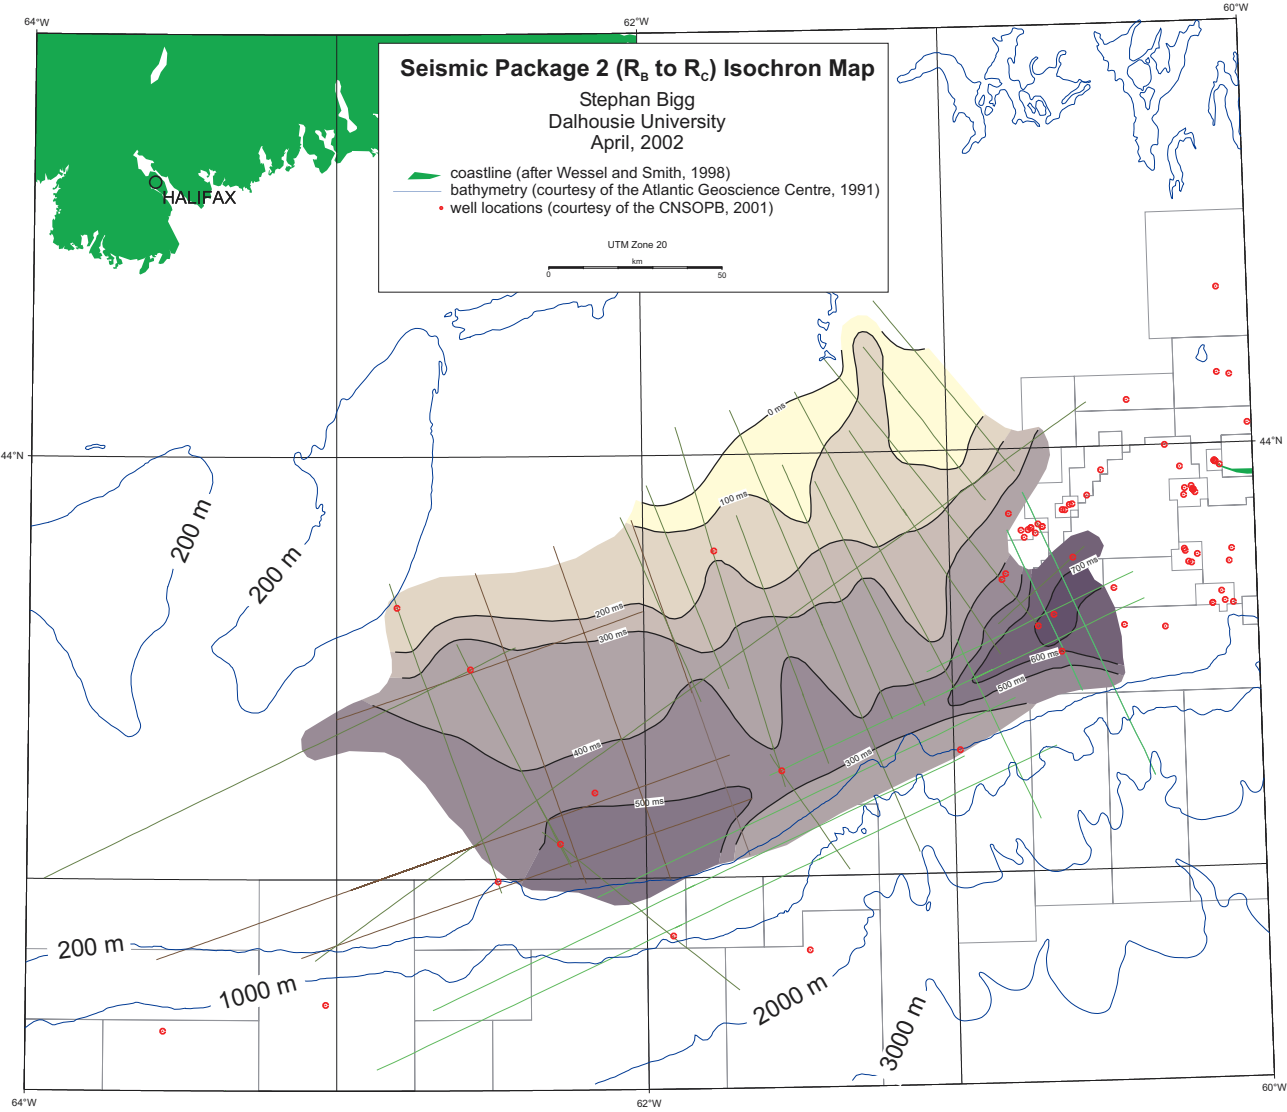 64°W
62°W
60°W
Seismic Package 2 (RB to RC) Isochron Map
Stephan Bigg
Dalhousie University
April, 2002
coastline (after Wessel and Smith, 1998)
bathymetry (courtesy of the Atlantic Geoscience Centre, 1991)
well locations (courtesy of the CNSOPB, 2001)
UTM Zone 20
km
0
50
HALIFAX
0 ms
44°N
44°N
100 ms
200 m
200 m
700 ms
200 ms
300 ms
600 ms
500 ms
400 ms
300 ms
500 ms
200 m
1000 m
2000 m
3000 m
64°W
62°W
60°W